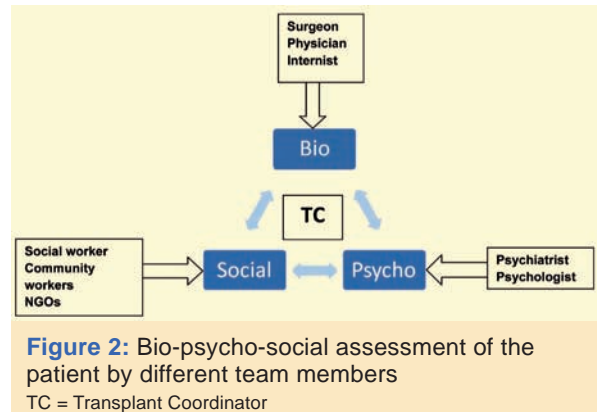 Surgeon
Physician
Internist
Bio
TC
Social worker
Community
workers
NGOs
Social
Psycho
Psychiatrist
Psychologist
Figure 2: Bio-psycho-social assessment of the
patient by different team members
TC = Transplant Coordinator